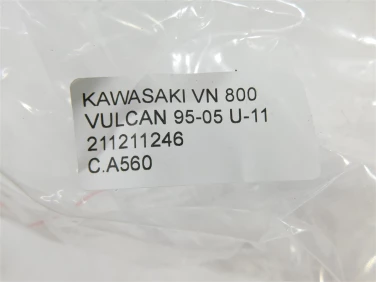 KAWASAKI VN 800
VULCAN 95-05 U-11
211211246
C.A560